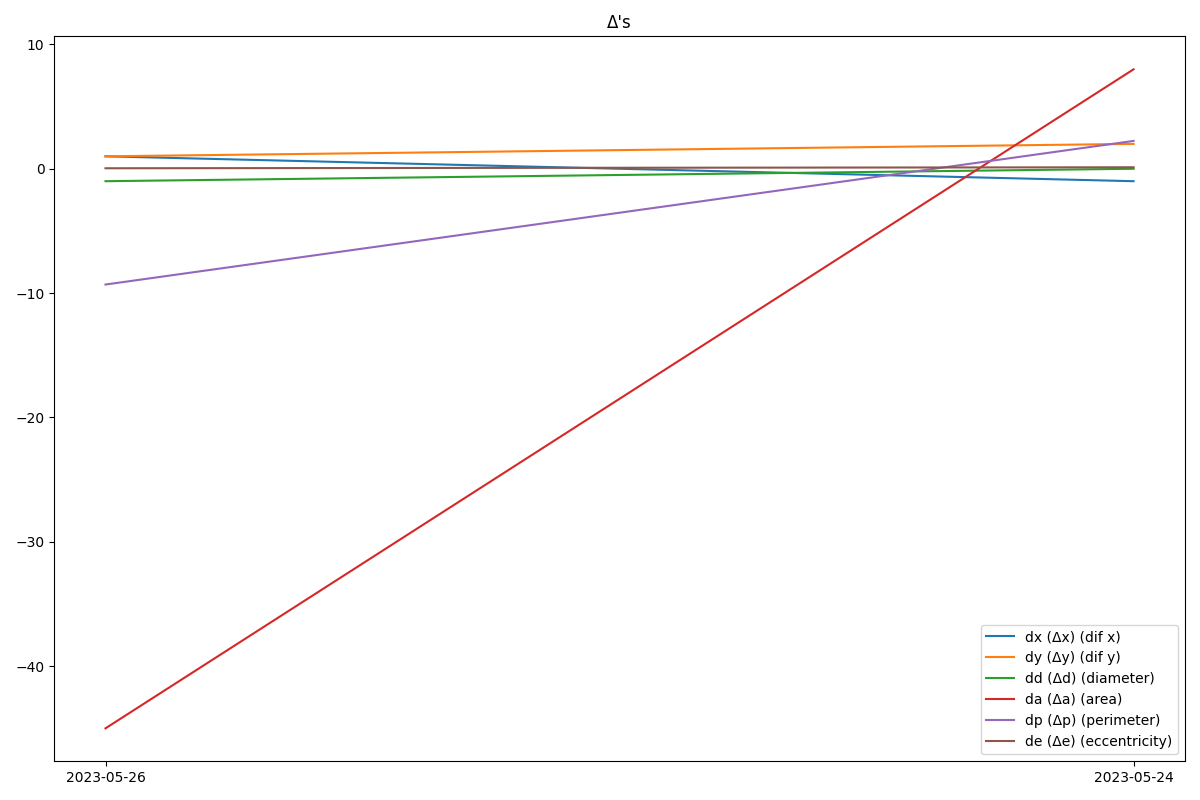 Δ's
10
0
−10
−20
−30
−40
2023-05-26
2023-05-24
dx (Δx) (dif x)
dy (Δy) (dif y)
dd (Δd) (diameter)
da (Δa) (area)
dp (Δp) (perimeter)
de (Δe) (eccentricity)